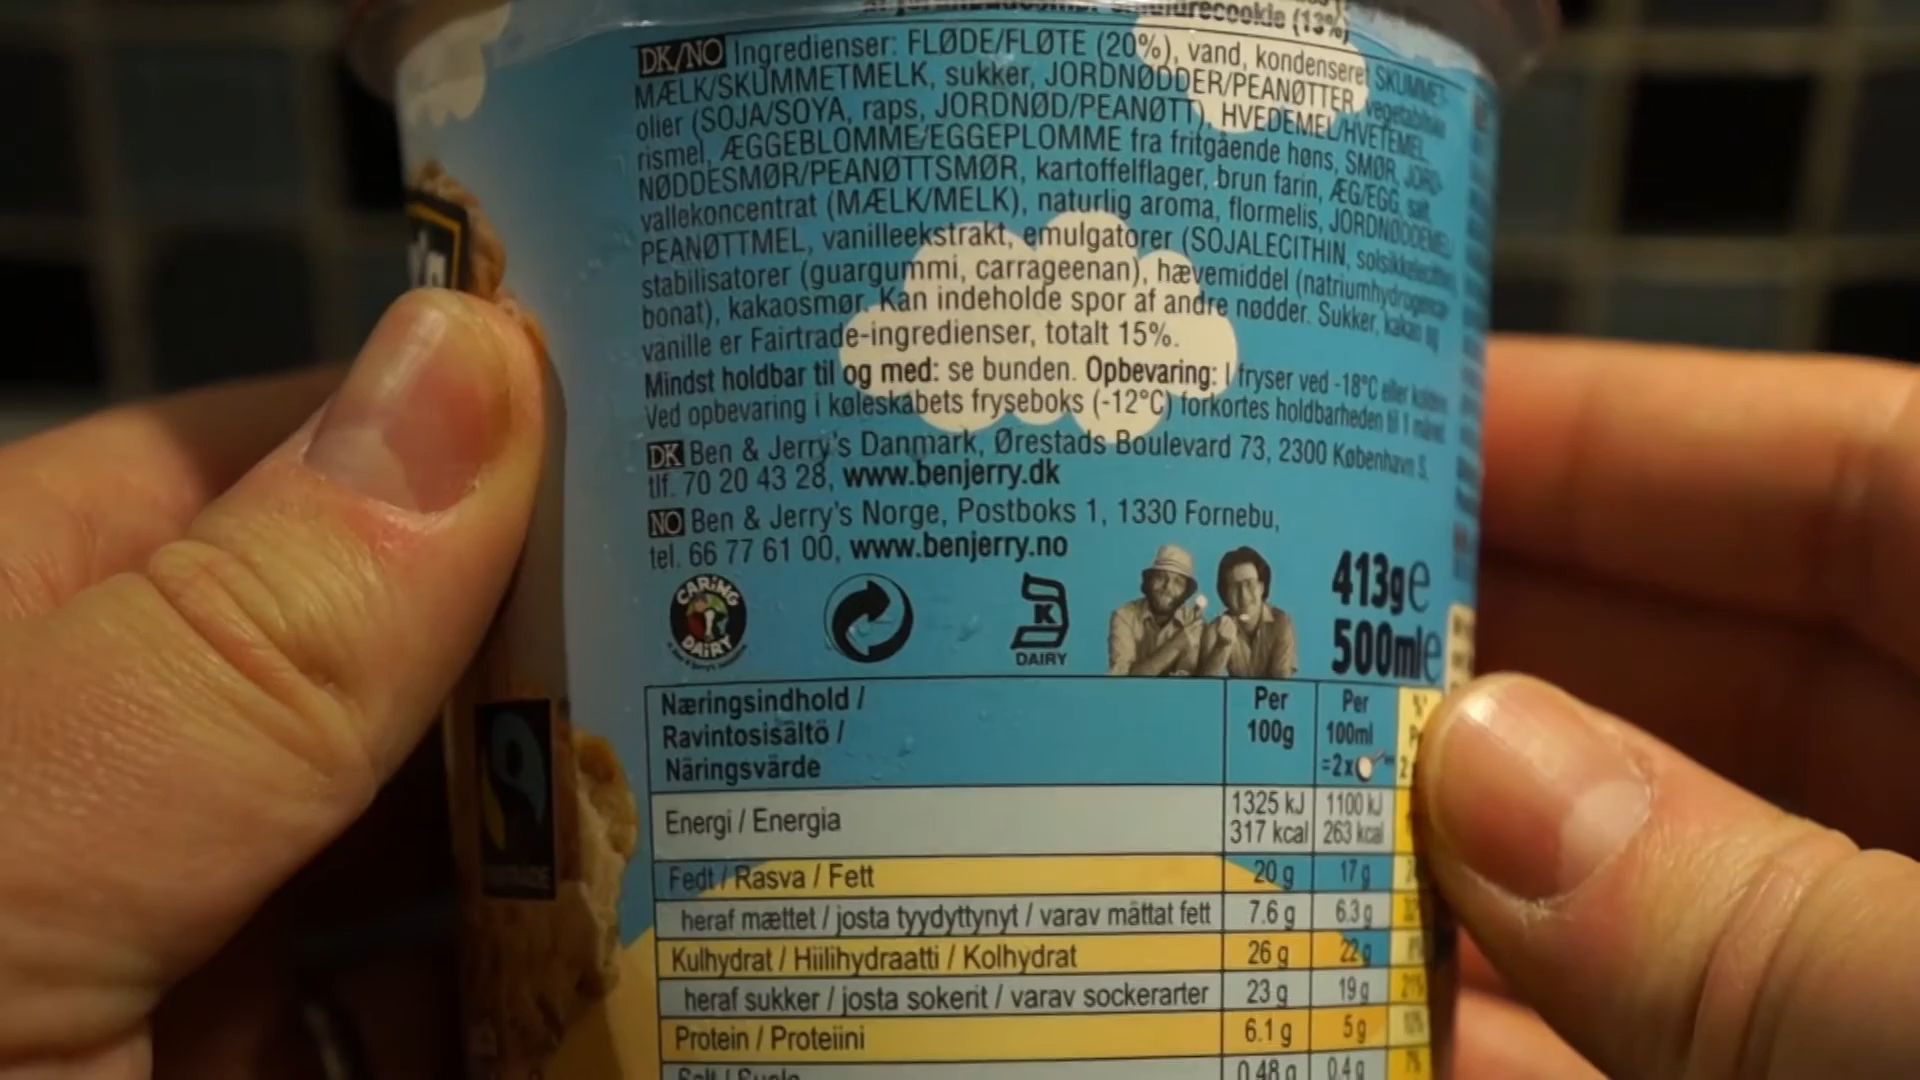 cookie (13%)
DK/NO Ingredienser: FLØDE/FLØTE (20%), vand, kondenseret SKUMMET-
MÆLK/SKUMMETMELK, sukker, JORDNØDDER/PEANØTTER, vegetabilske
olier (SOJA/SOYA, raps, JORDNØD/PEANØTT), HVEDEMEL/HVETEMEL,
rismel, ÆGGEBLOMME/EGGEPLOMME fra fritgående høns, SMØR, JORD-
NØDDESMØR/PEANØTTSMØR, kartoffelflager, brun farin, ÆG/EGG, salt,
vallekoncentrat (MÆLK/MELK), naturlig aroma, flormelis, JORDNØDDEMEL/
PEANØTTMEL, vanilleekstrakt, emulgatorer (SOJALECITHIN, solsikkelecithin),
stabilisatorer (guargummi, carrageenan), hævemiddel (natriumhydrogencar-
bonat), kakaosmør. Kan indeholde spor af andre nødder. Sukker, kakao og
vanille er Fairtrade-ingredienser, totalt 15%.
Mindst holdbar til og med: se bunden. Opbevaring: I fryser ved -18°C eller koldere
Ved opbevaring i køleskabets fryseboks (-12°C) forkortes holdbarheden til 1 måned
DK Ben & Jerry's Danmark, Ørestads Boulevard 73, 2300 København S,
tlf. 70 20 43 28, www.benjerry.dk
NO Ben & Jerry's Norge, Postboks 1, 1330 Fornebu,
tel. 66 77 61 00, www.benjerry.no
CARING DAIRY
K
DAIRY
413g e
500ml e
Næringsindhold / Per Per
Ravintosisältö / 100g 100ml
Näringsvärde =2x
Energi / Energia 1325 kJ 1100 kJ
317 kcal 263 kcal
Fedt / Rasva / Fett 20 g 17 g
heraf mættet / josta tyydyttynyt / varav mättat fett 7.6 g 6.3 g
Kulhydrat / Hiilihydraatti / Kolhydrat 26 g 22 g
heraf sukker / josta sokerit / varav sockerarter 23 g 19 g 21%
Protein / Proteiini 6.1 g 5 g 10%
Salt / Suola 0.48 g 0.4 g 7%